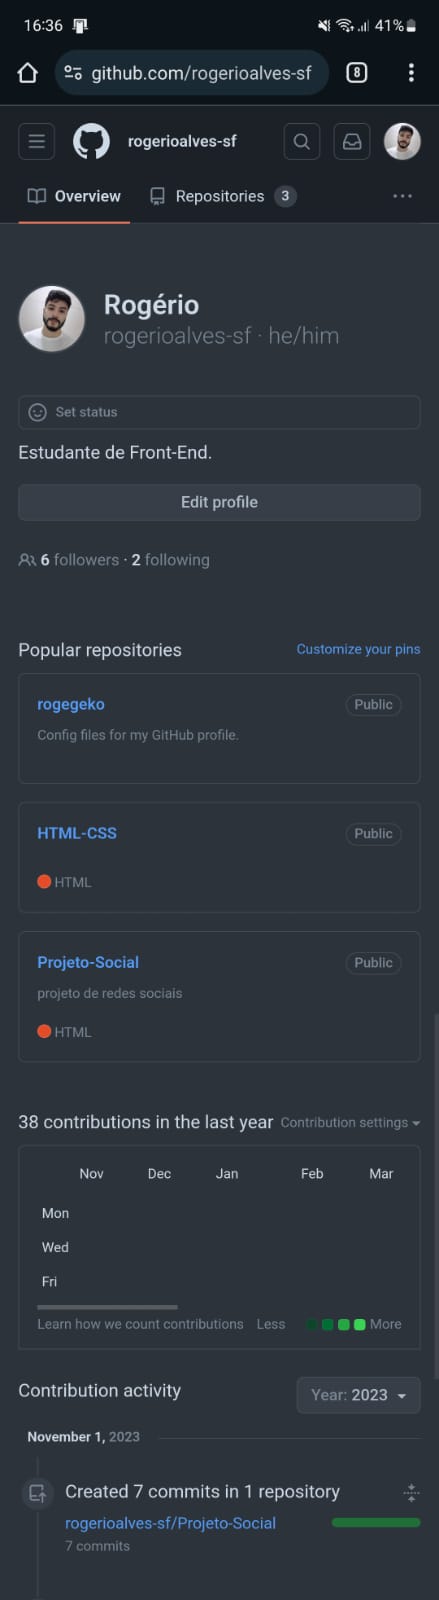 16:36 41%
github.com/rogerioalves-sf 8
rogerioalves-sf
Overview Repositories 3
Rogério
rogerioalves-sf · he/him
Set status
Estudante de Front-End.
Edit profile
6 followers · 2 following
Popular repositories Customize your pins
rogegeko Public
Config files for my GitHub profile.
HTML-CSS Public
HTML
Projeto-Social Public
projeto de redes sociais
HTML
38 contributions in the last year Contribution settings
Nov Dec Jan Feb Mar
Mon
Wed
Fri
Learn how we count contributions Less More
Contribution activity Year: 2023
November 1, 2023
Created 7 commits in 1 repository
rogerioalves-sf/Projeto-Social
7 commits